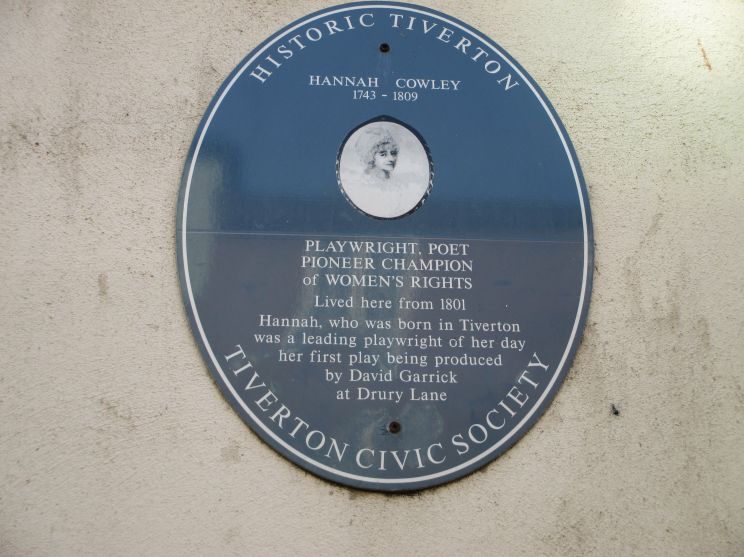 HISTORIC TIVERTON
HANNAH COWLEY
1743 - 1809
PLAYWRIGHT, POET
PIONEER CHAMPION
of WOMEN'S RIGHTS
Lived here from 1801
Hannah, who was born in Tiverton
was a leading playwright of her day
her first play being produced
by David Garrick
at Drury Lane
TIVERTON CIVIC SOCIETY